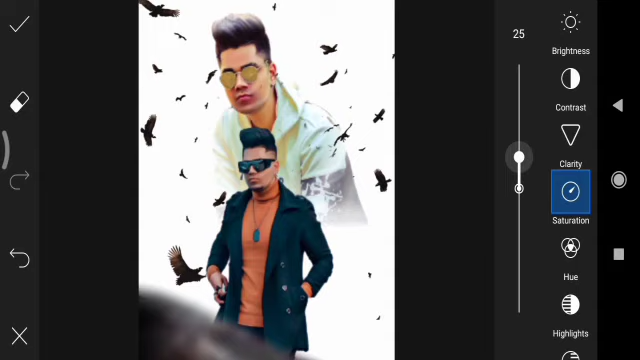 25
Brightness
Contrast
Clarity
Saturation
Hue
Highlights